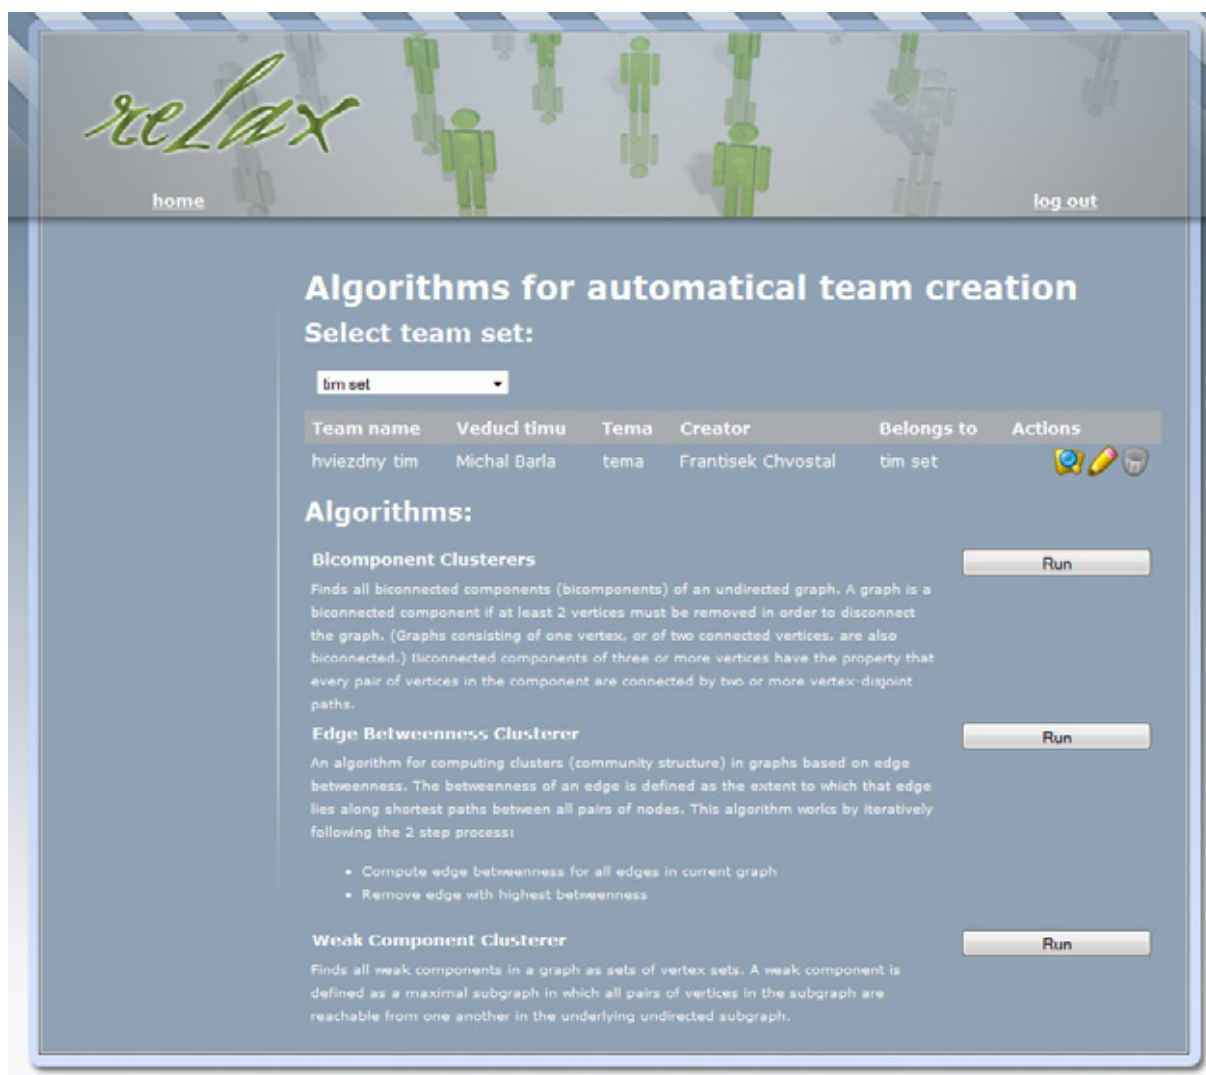 relax
home log out
Algorithms for automatical team creation
Select team set:
tim set
Team name Veduci timu Tema Creator Belongs to Actions
hviezdny tim Michal Barla tema Frantisek Chvostal tim set
Algorithms:
Bicomponent Clusterers Run
Finds all biconnected components (bicomponents) of an undirected graph. A graph is a
biconnected component if at least 2 vertices must be removed in order to disconnect
the graph. (Graphs consisting of one vertex, or of two connected vertices, are also
biconnected.) Biconnected components of three or more vertices have the property that
every pair of vertices in the component are connected by two or more vertex-disjoint
paths.
Edge Betweenness Clusterer Run
An algorithm for computing clusters (community structure) in graphs based on edge
betweenness. The betweenness of an edge is defined as the extent to which that edge
lies along shortest paths between all pairs of nodes. This algorithm works by iteratively
following the 2 step process:
• Compute edge betweenness for all edges in current graph
• Remove edge with highest betweenness
Weak Component Clusterer Run
Finds all weak components in a graph as sets of vertex sets. A weak component is
defined as a maximal subgraph in which all pairs of vertices in the subgraph are
reachable from one another in the underlying undirected subgraph.